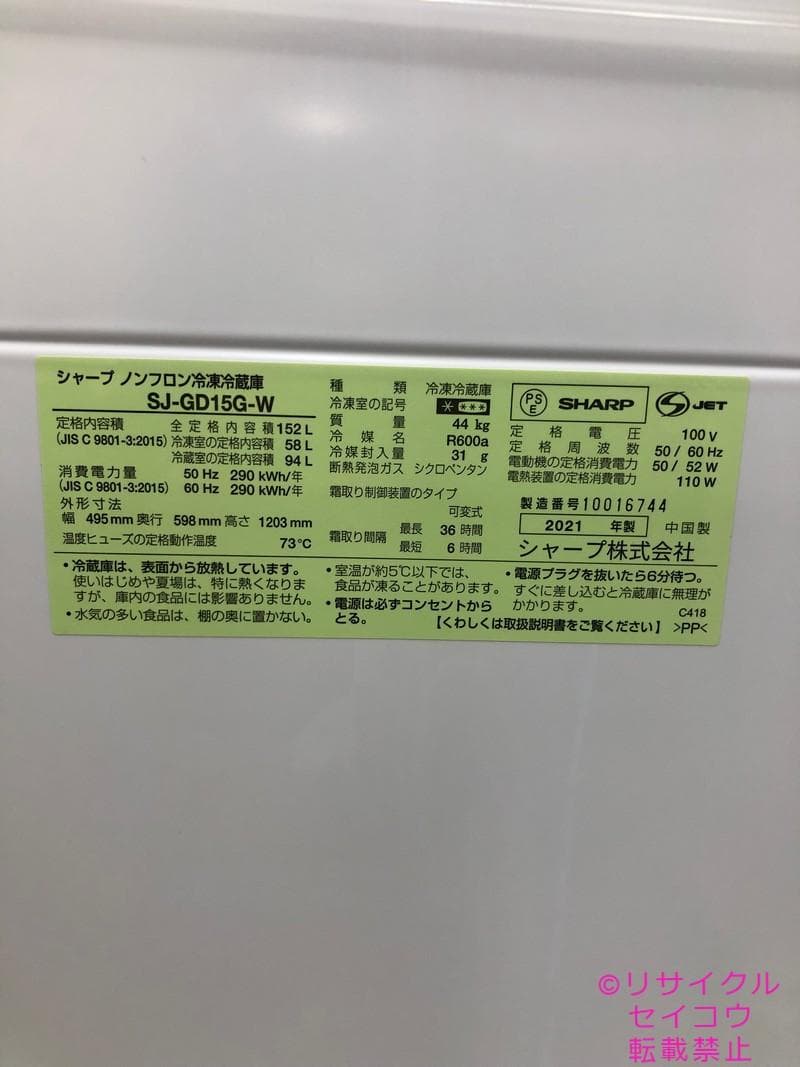 シャープ ノンフロン冷凍冷蔵庫
SJ-GD15G-W
定格内容積 全定格内容積 152 L
(JIS C 9801-3:2015) 冷凍室の定格内容積 58 L
冷蔵室の定格内容積 94 L
消費電力量 50 Hz 290 kWh/年
(JIS C 9801-3:2015) 60 Hz 290 kWh/年
外形寸法
幅 495 mm 奥行 598 mm 高さ 1203 mm
温度ヒューズの定格動作温度 73℃
種類 冷凍冷蔵庫
冷凍室の記号 * ***
質量 44 kg
冷媒名 R600a
冷媒封入量 31 g
断熱発泡ガス シクロペンタン
霜取り制御装置のタイプ
可変式
霜取り間隔 最長 36 時間
最短 6 時間
PSE SHARP JET
定格電圧 100 V
定格周波数 50 / 60 Hz
電動機の定格消費電力 50 / 52 W
電熱装置の定格消費電力 110 W
製造番号 10016744
2021 年製 中国製
シャープ株式会社
・冷蔵庫は、表面から放熱しています。
使いはじめや夏場は、特に熱くなりま
すが、庫内の食品には影響ありません。
・水気の多い食品は、棚の奥に置かない。
・室温が約5℃以下では、
食品が凍ることがあります。
・電源は必ずコンセントから
とる。
・電源プラグを抜いたら6分待つ。
すぐに差し込むと冷蔵庫に無理が
かかります。
C418
【くわしくは取扱説明書をご覧ください】 >PP<
©リサイクル
セイコウ
転載禁止